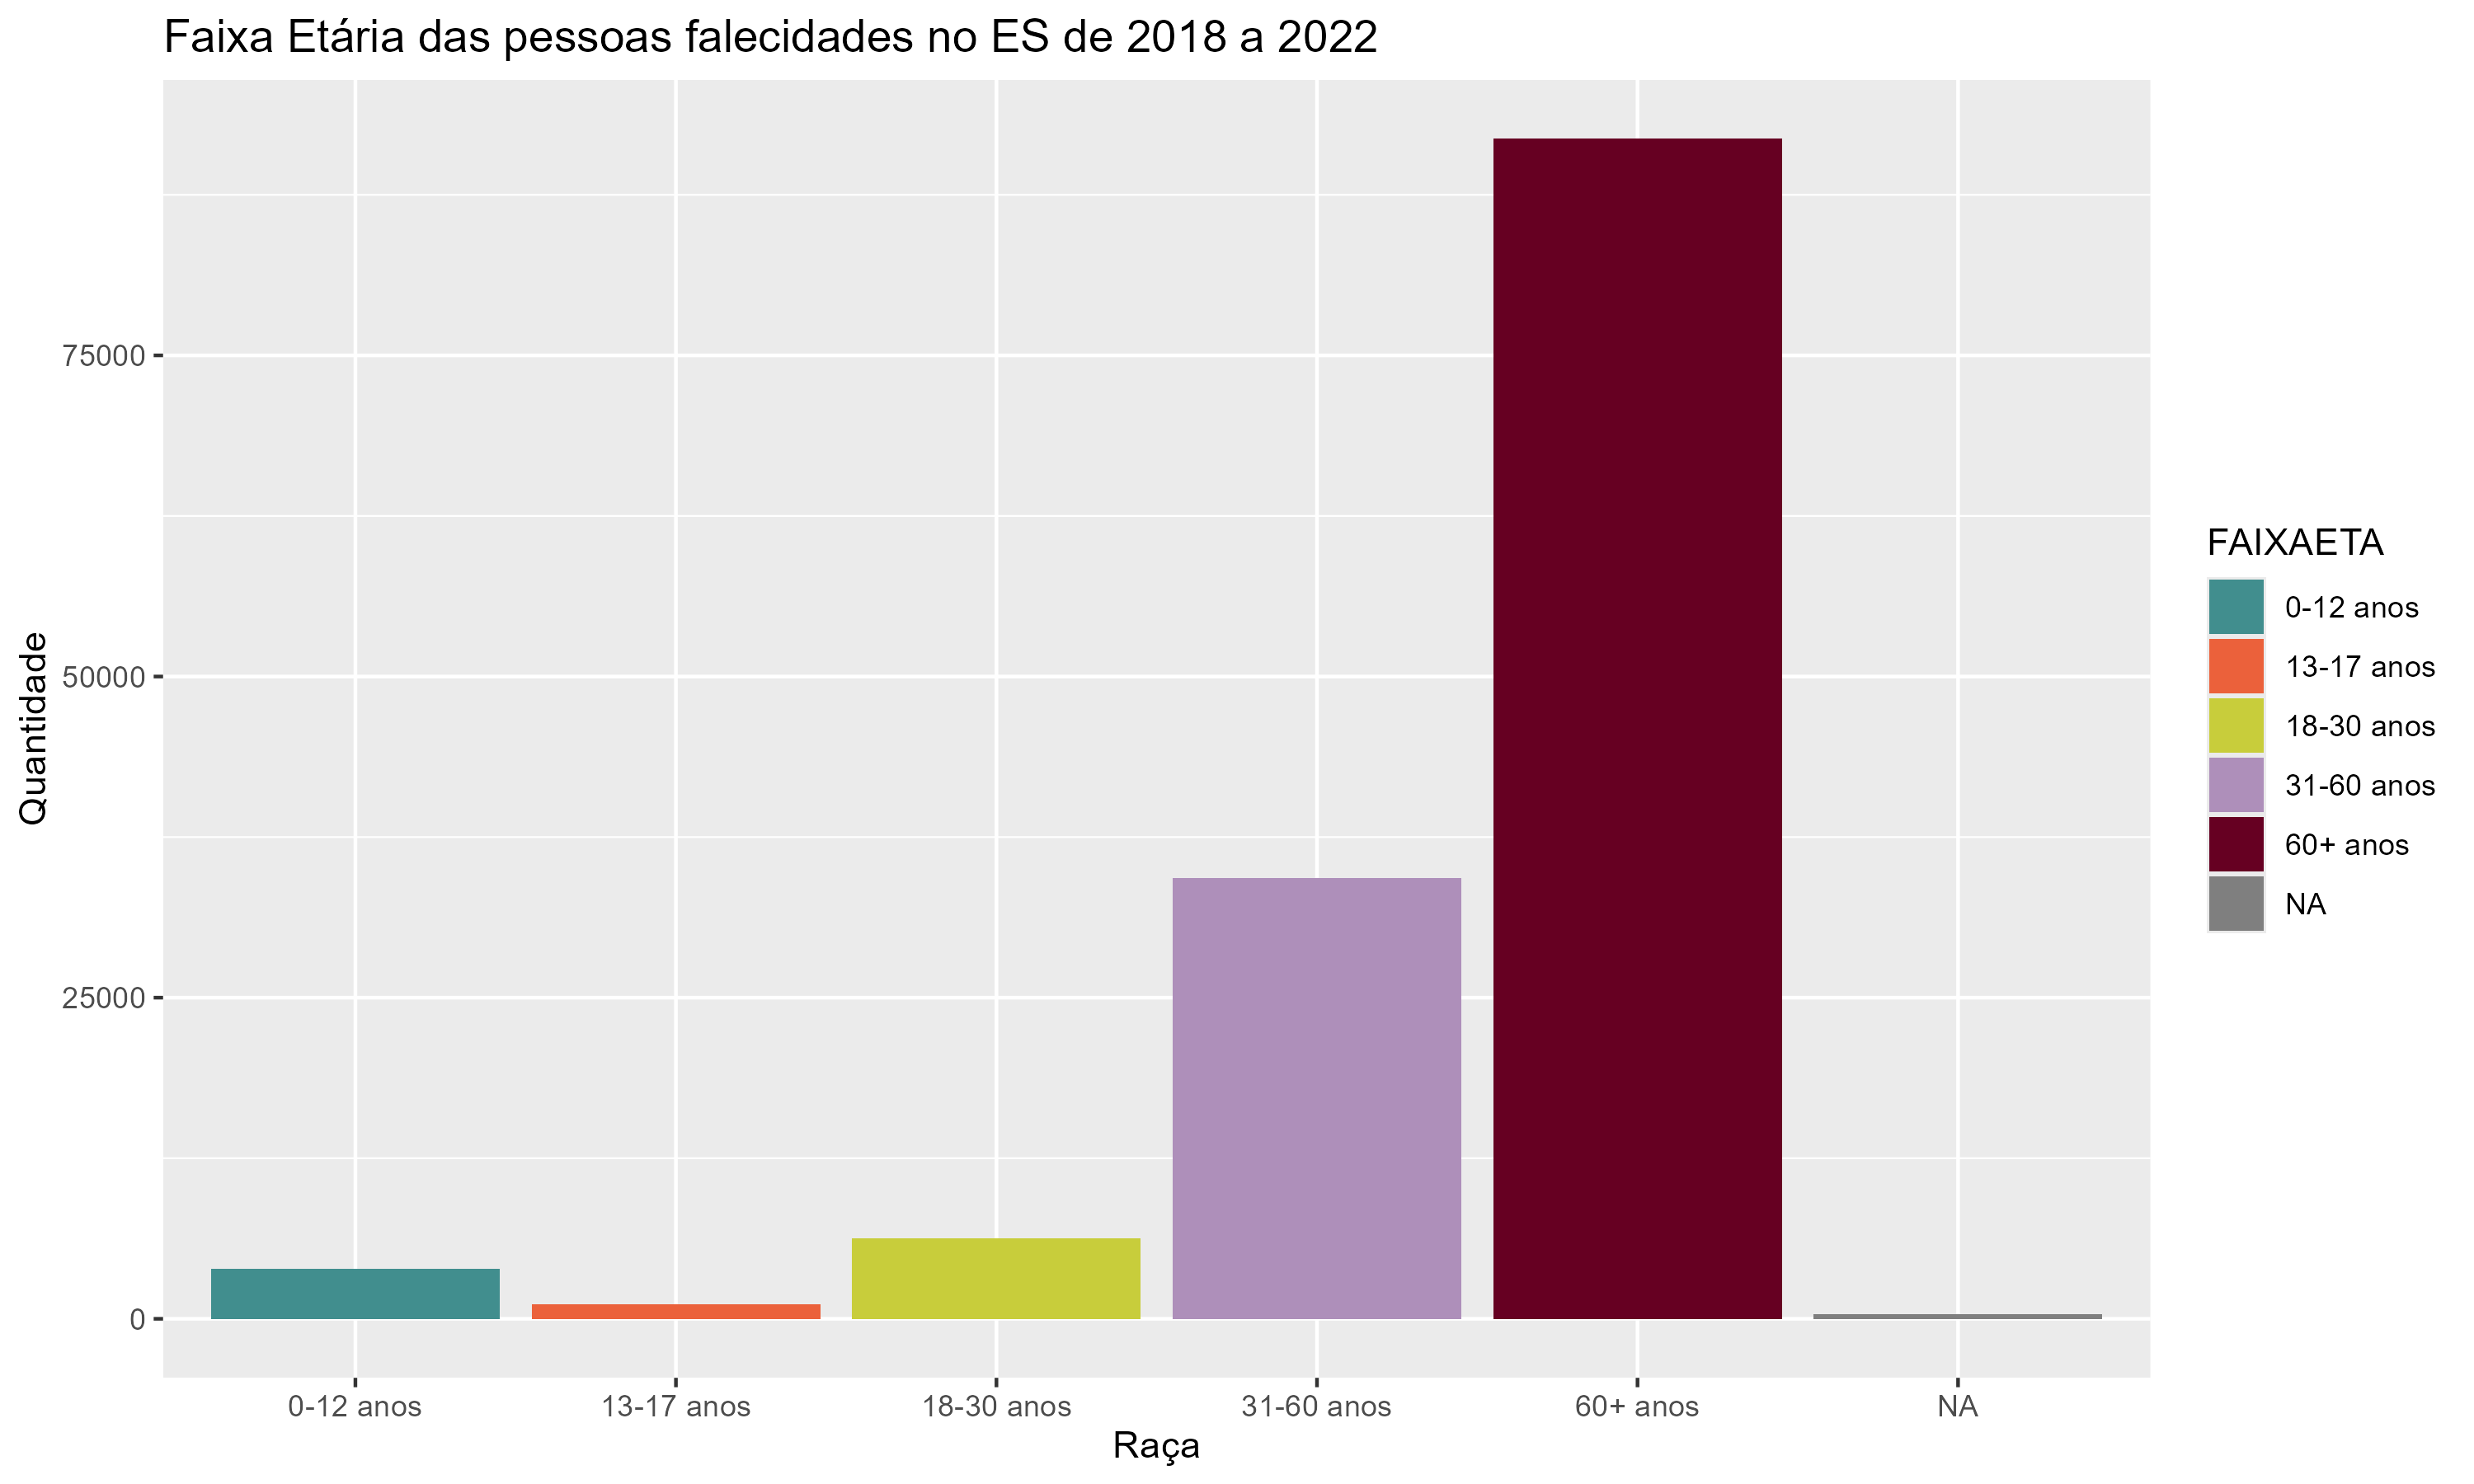 Faixa Etária das pessoas falecidades no ES de 2018 a 2022
Quantidade
75000
50000
25000
0
0-12 anos
13-17 anos
18-30 anos
31-60 anos
60+ anos
NA
Raça
FAIXAETA
0-12 anos
13-17 anos
18-30 anos
31-60 anos
60+ anos
NA